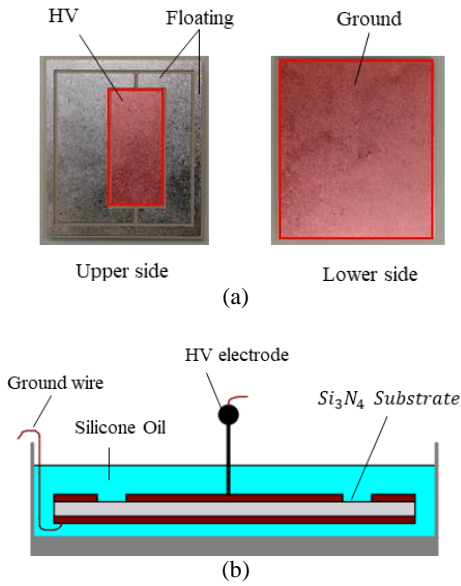 HV
Floating
Ground
Upper side
Lower side
(a)
HV electrode
Ground wire
Si₃N₄ Substrate
Silicone Oil
(b)